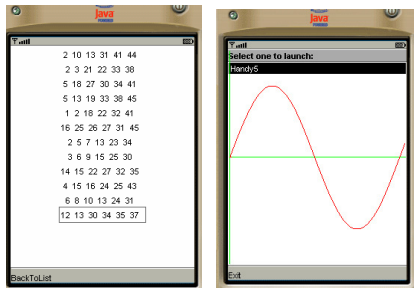 Java
POWERED
2 10 13 31 41 44
2 3 21 22 33 38
5 18 27 30 34 41
5 13 19 33 38 45
1 2 18 22 32 41
16 25 26 27 31 45
2 5 7 13 23 34
3 6 9 15 25 30
14 15 22 27 32 35
4 15 16 24 25 43
6 8 10 13 24 31
12 13 30 34 35 37
BackToList
Java
POWERED
Select one to launch:
Handy5
Exit